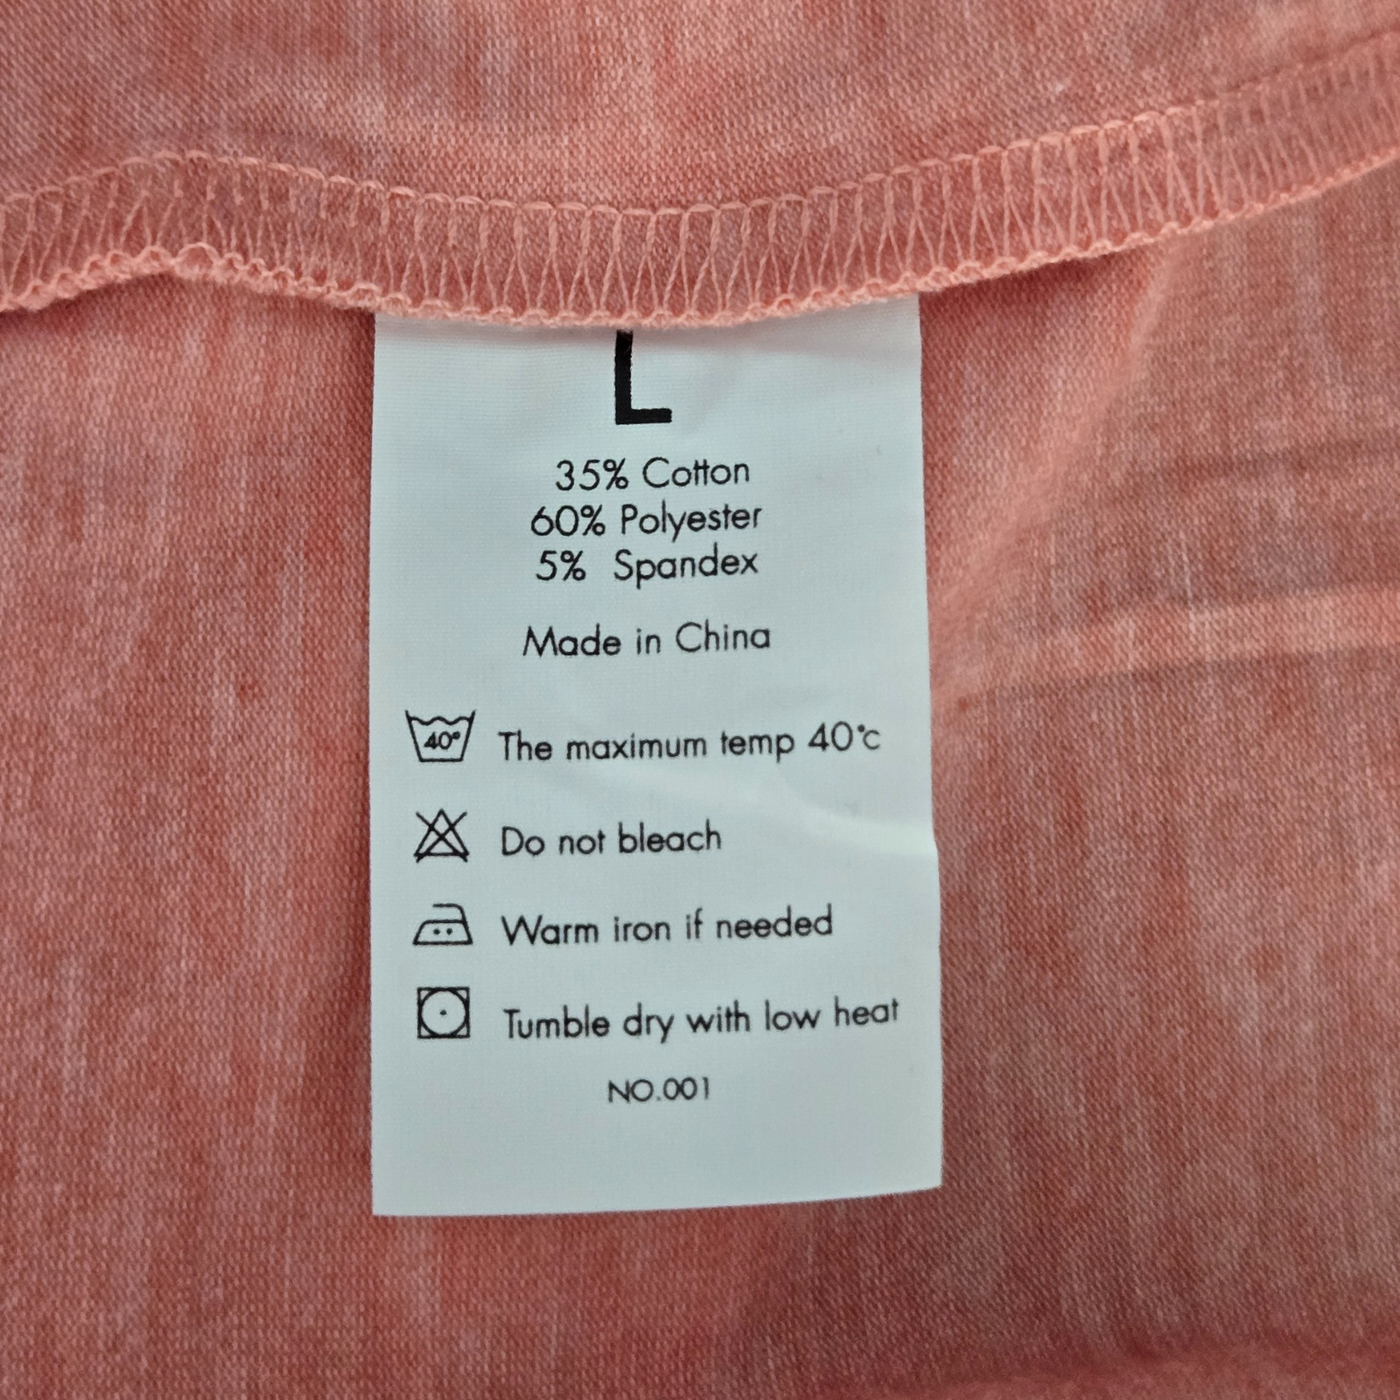 L
35% Cotton
60% Polyester
5% Spandex
Made in China
40° The maximum temp 40°c
Do not bleach
Warm iron if needed
Tumble dry with low heat
NO.001